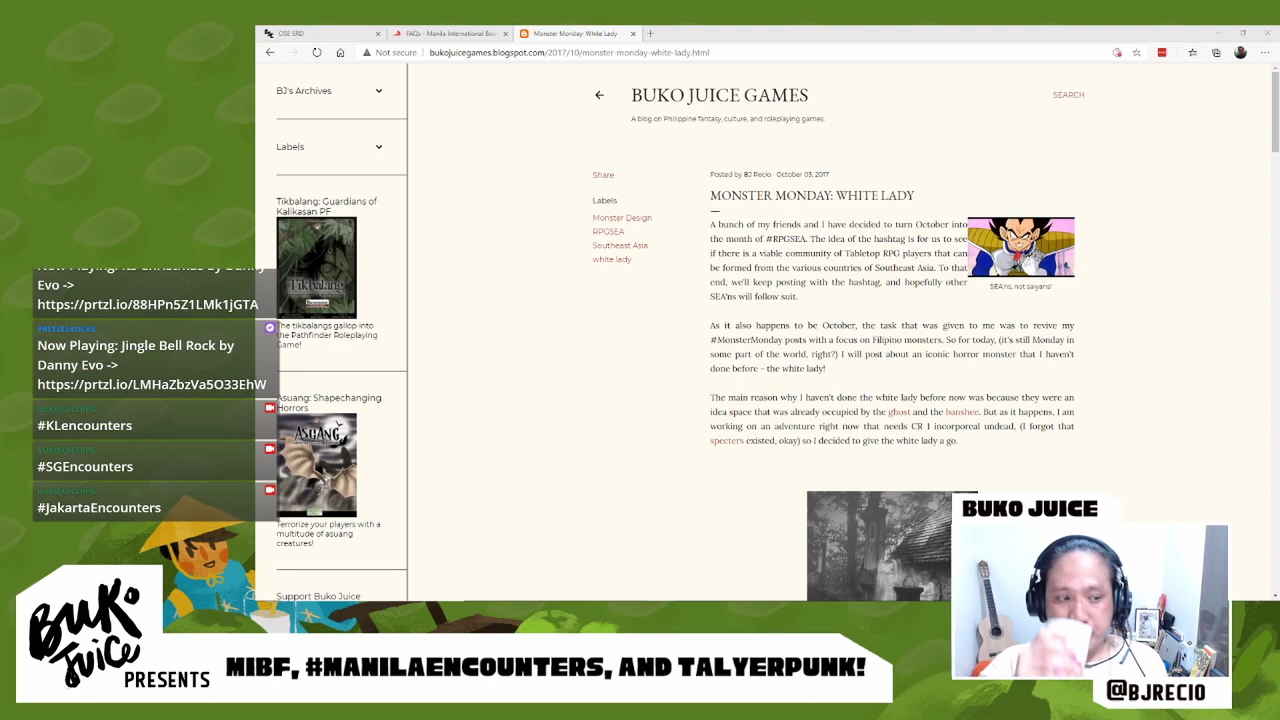 OSE SRD
FAQs - Manila International Boo
Monster Monday: White Lady
Not secure
bukojuicegames.blogspot.com/2017/10/monster-monday-white-lady.html
BJ's Archives
Labels
Tikbalang: Guardians of
Kalikasan PF
Tikbalang
The tikbalangs gallop into
the Pathfinder Roleplaying
Game!
Asuang: Shapechanging
Horrors
ASUANG
Terrorize your players with a
multitude of asuang
creatures!
Support Buko Juice
BUKO JUICE GAMES
SEARCH
A blog on Philippine fantasy, culture, and roleplaying games.
Share
Labels
Monster Design
RPGSEA
Southeast Asia
white lady
Posted by BJ Recio - October 03, 2017
MONSTER MONDAY: WHITE LADY
A bunch of my friends and I have decided to turn October into
the month of #RPGSEA. The idea of the hashtag is for us to see
if there is a viable community of Tabletop RPG players that can
be formed from the various countries of Southeast Asia. To that
end, we'll keep posting with the hashtag, and hopefully other
SEA'ns will follow suit.
SEA'ns, not saiyans!
As it also happens to be October, the task that was given to me was to revive my
#MonsterMonday posts with a focus on Filipino monsters. So for today, (it's still Monday in
some part of the world, right?) I will post about an iconic horror monster that I haven't
done before - the white lady!
The main reason why I haven't done the white lady before now was because they were an
idea space that was already occupied by the ghost and the banshee. But as it happens, I am
working on an adventure right now that needs CR 1 incorporeal undead, (I forgot that
specters existed, okay) so I decided to give the white lady a go.
Now Playing: Its Christmas by Danny
Evo ->
https://prtzl.io/88HPn5Z1LMk1jGTA
PRETZELROCKS
Now Playing: Jingle Bell Rock by
Danny Evo ->
https://prtzl.io/LMHaZbzVa5O33EhW
BUKOJUICERPG
#KLencounters
BUKOJUICERPG
#SGEncounters
BUKOJUICERPG
#JakartaEncounters
BUKO JUICE
Buko
Juice
PRESENTS
MIBF, #MANILAENCOUNTERS, AND TALYERPUNK!
@BJRECIO